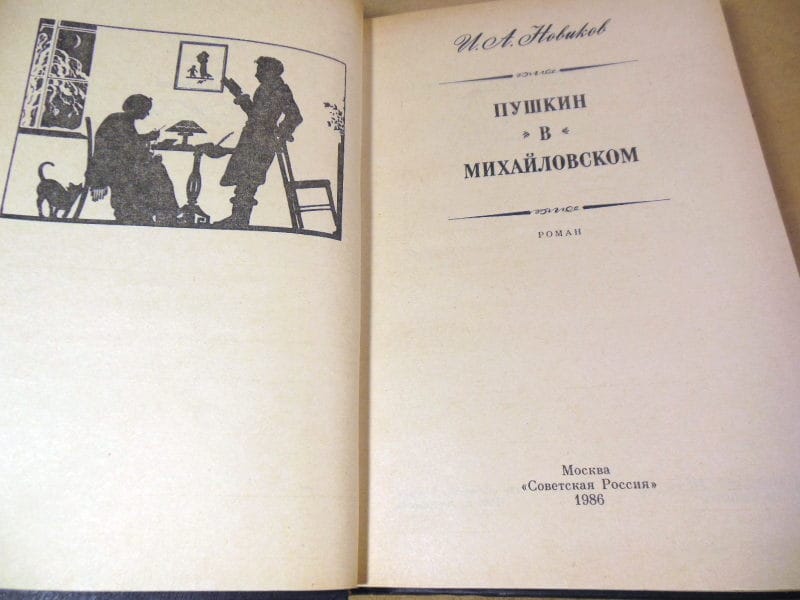 И. А. Новиков
ПУШКИН
» В «
МИХАЙЛОВСКОМ
РОМАН
Москва
«Советская Россия»
1986